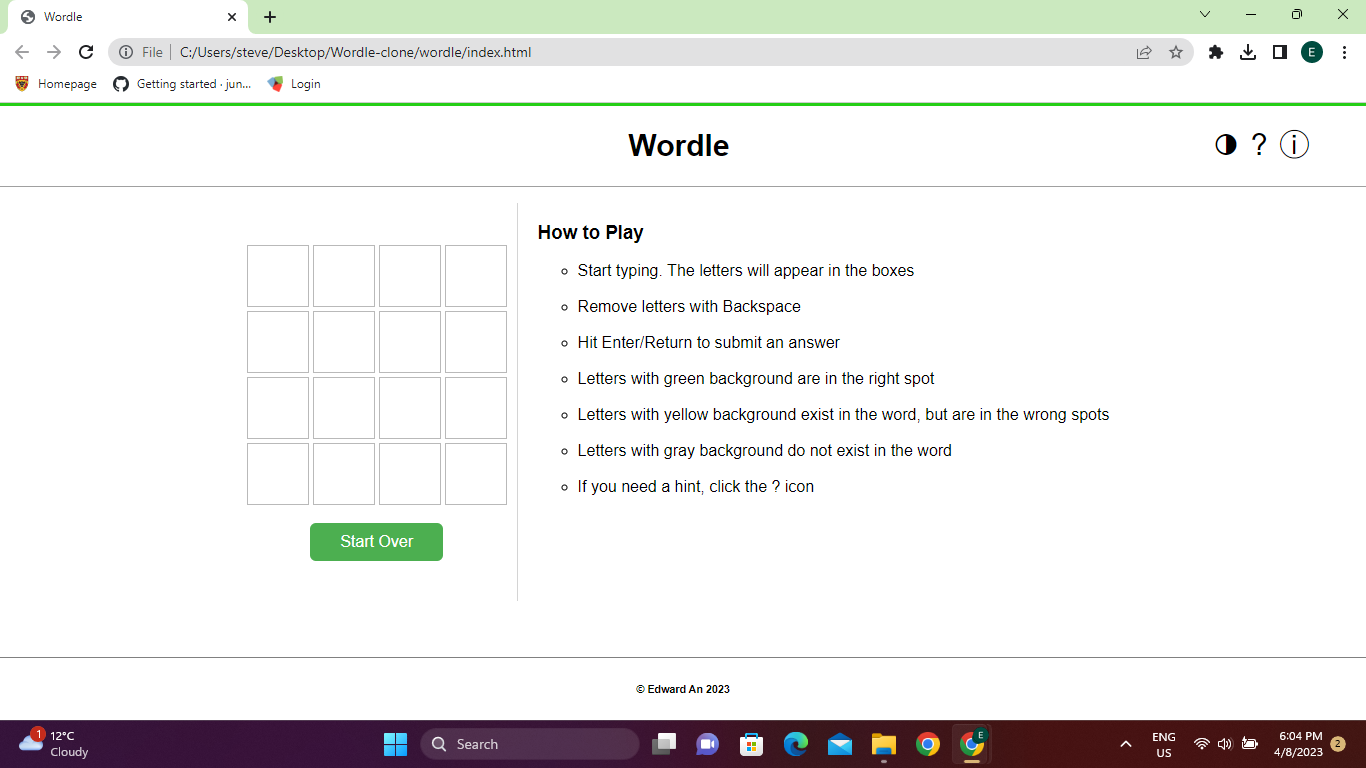 Wordle
File
C:/Users/steve/Desktop/Wordle-clone/wordle/index.html
E
Homepage
Getting started · jun...
Login
Wordle
?
i
How to Play
Start typing. The letters will appear in the boxes
Remove letters with Backspace
Hit Enter/Return to submit an answer
Letters with green background are in the right spot
Letters with yellow background exist in the word, but are in the wrong spots
Letters with gray background do not exist in the word
If you need a hint, click the ? icon
Start Over
© Edward An 2023
1
12°C
Cloudy
Search
E
ENG
US
6:04 PM
4/8/2023
2